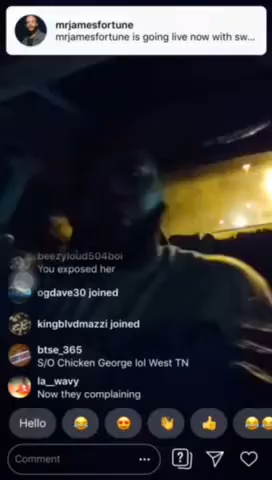 mrjamesfortune
mrjamesfortune is going live now with sw...
beezyloud504boi
You exposed her
ogdave30 joined
kingblvdmazzi joined
btse_365
S/O Chicken George lol West TN
la__wavy
Now they complaining
Hello
Comment